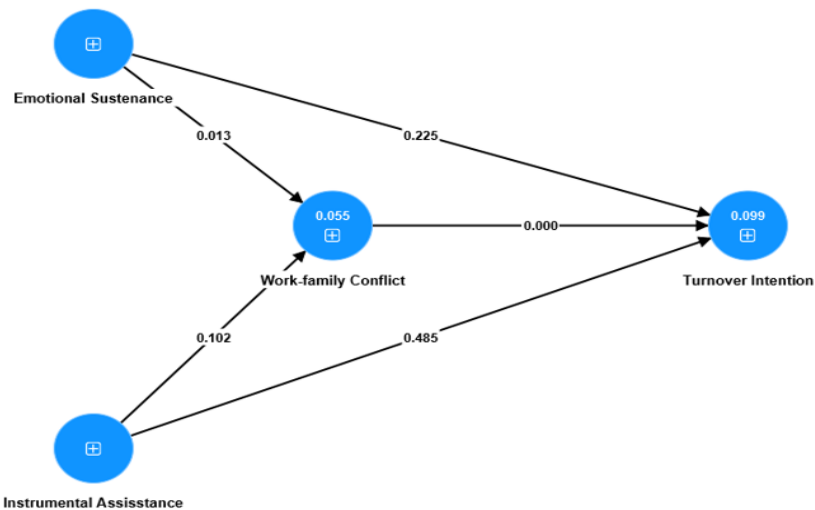 Emotional Sustenance
0.013
0.225
0.055
0.000
0.099
Work-family Conflict
Turnover Intention
0.102
0.485
Instrumental Assisstance